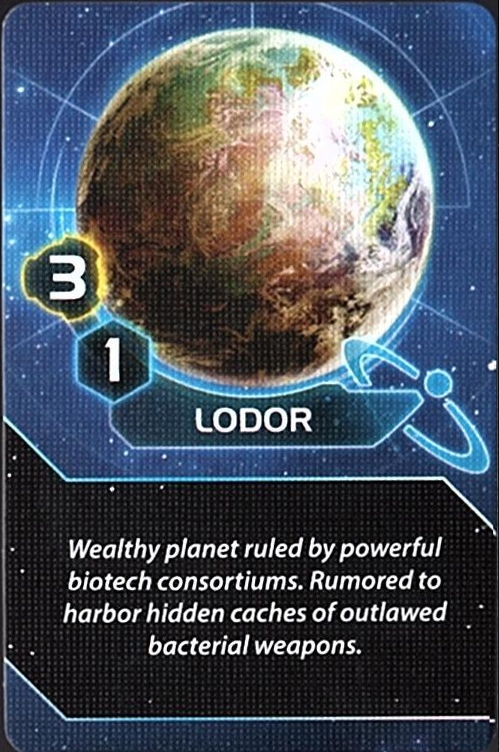 3
1
LODOR
Wealthy planet ruled by powerful
biotech consortiums. Rumored to
harbor hidden caches of outlawed
bacterial weapons.